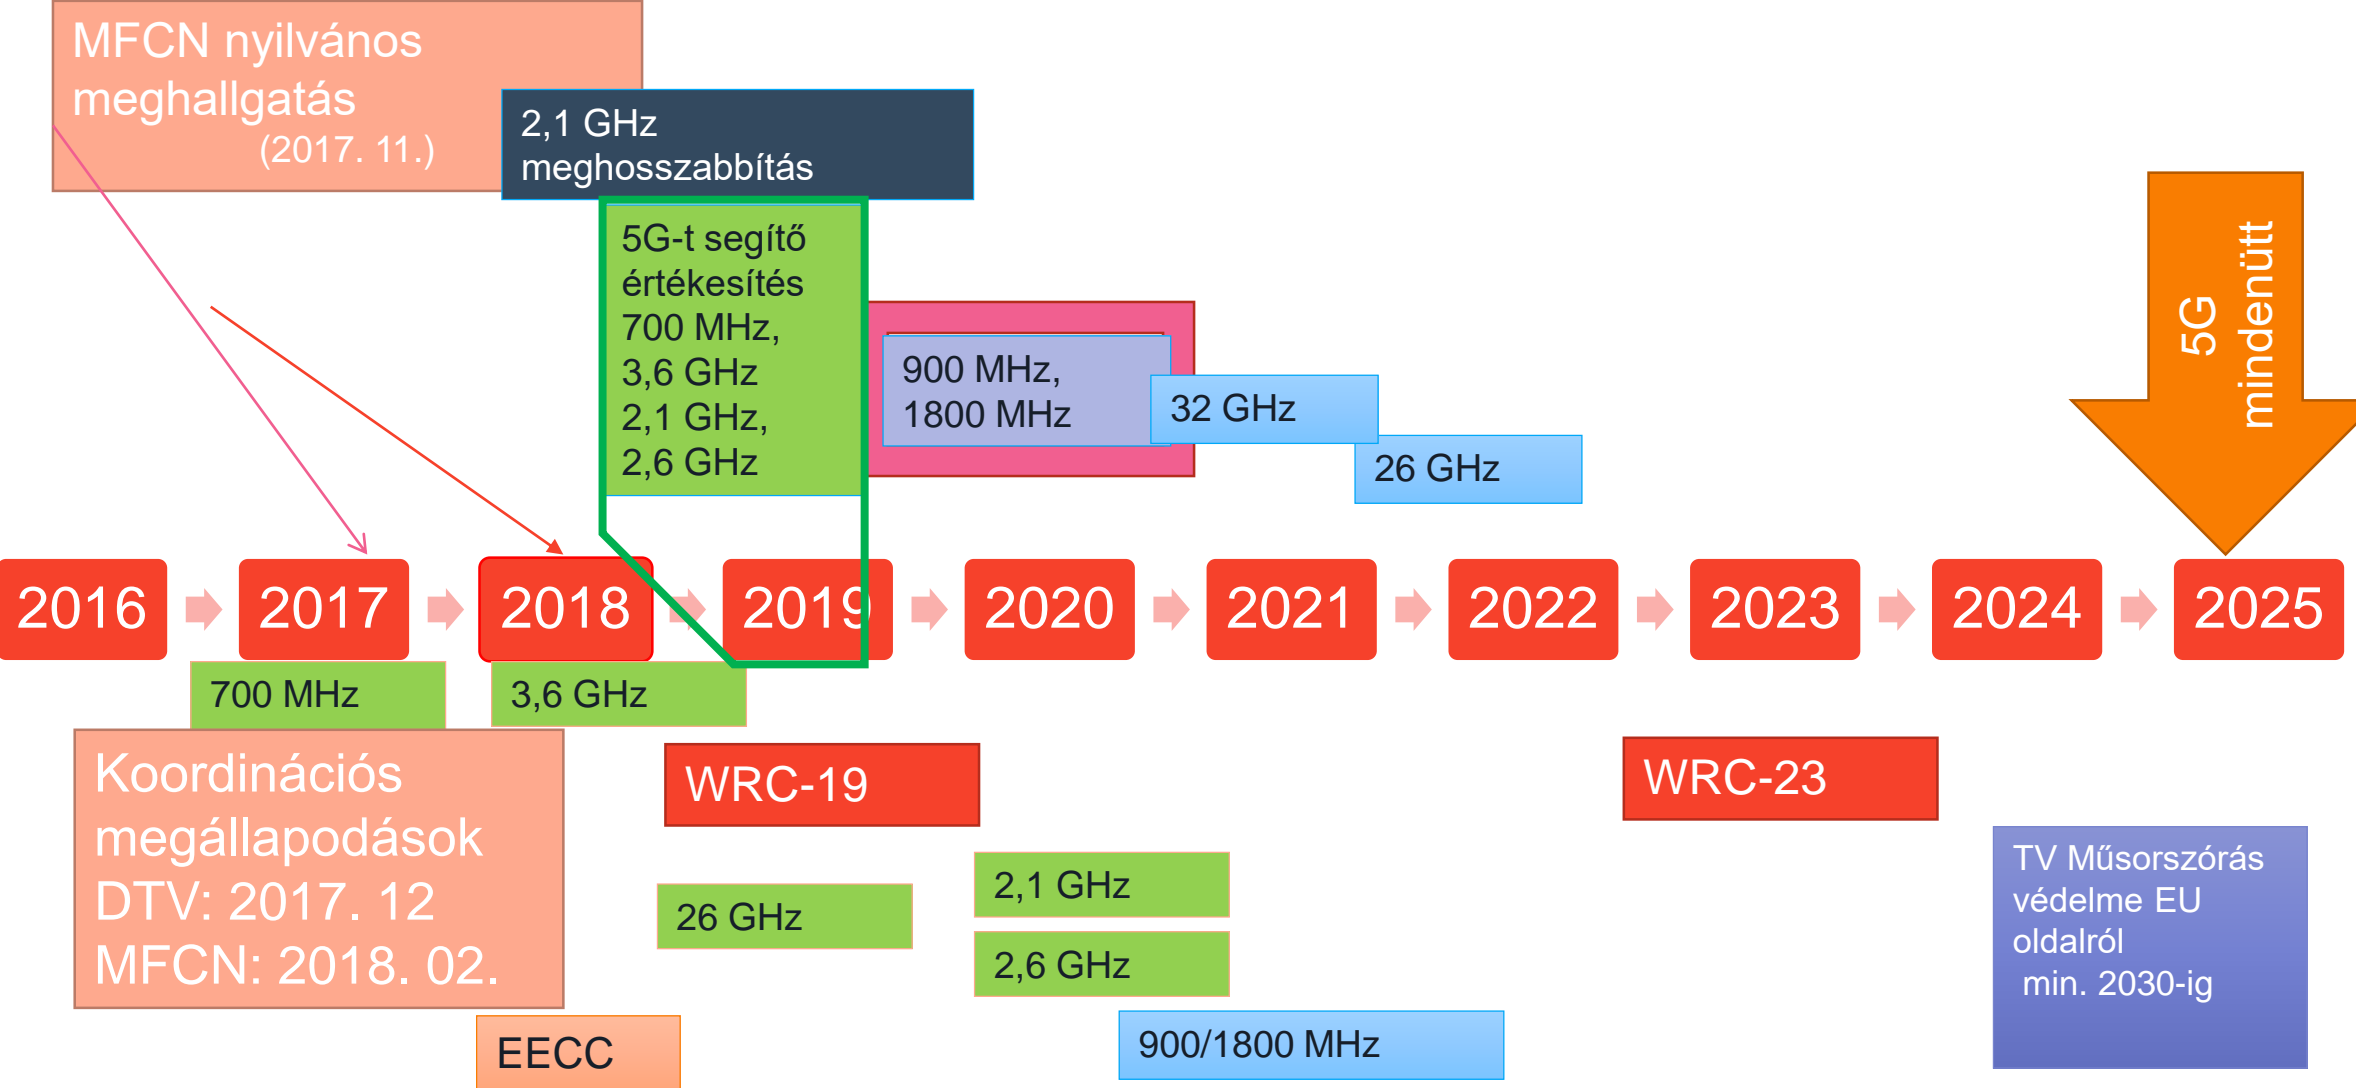 MFCN nyilvános
meghallgatás
(2017. 11.)
2,1 GHz
meghosszabbítás
5G-t segítő
értékesítés
700 MHz,
3,6 GHz
2,1 GHz,
2,6 GHz
900 MHz,
1800 MHz
32 GHz
26 GHz
5G
mindenütt
2016
2017
2018
2019
2020
2021
2022
2023
2024
2025
700 MHz
3,6 GHz
Koordinációs
megállapodások
DTV: 2017. 12
MFCN: 2018. 02.
WRC-19
WRC-23
26 GHz
2,1 GHz
2,6 GHz
TV Műsorszórás
védelme EU
oldalról
min. 2030-ig
EECC
900/1800 MHz